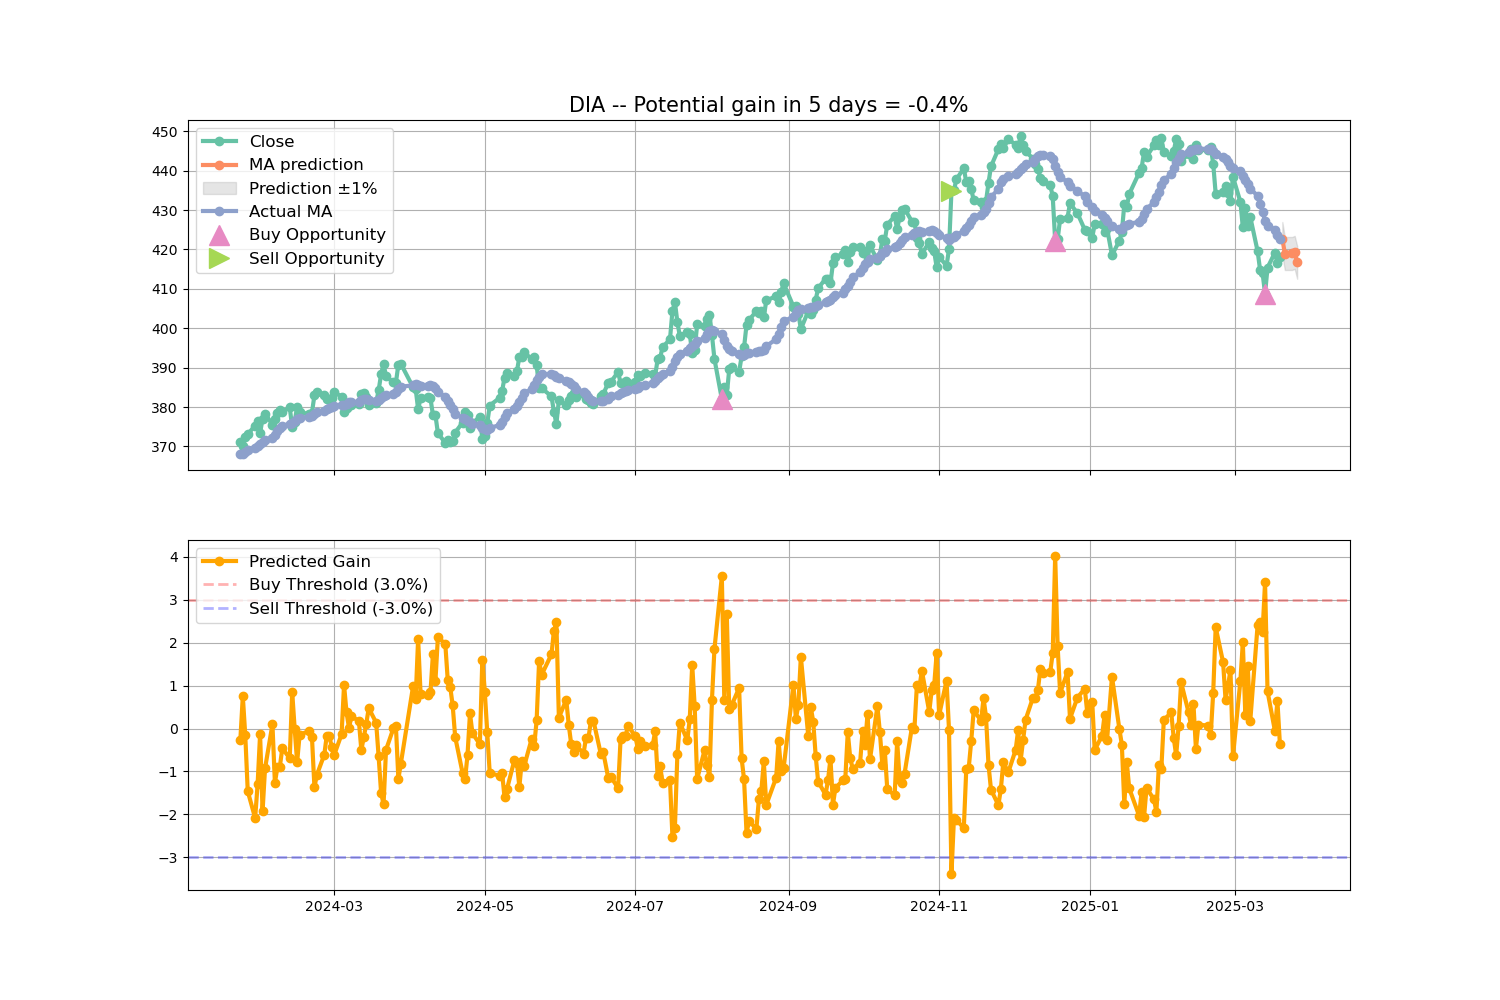 DIA -- Potential gain in 5 days = -0.4%
450
440
430
420
410
400
390
380
370
Close
MA prediction
Prediction ±1%
Actual MA
Buy Opportunity
Sell Opportunity
4
3
2
1
0
−1
−2
−3
Predicted Gain
Buy Threshold (3.0%)
Sell Threshold (-3.0%)
2024-03
2024-05
2024-07
2024-09
2024-11
2025-01
2025-03